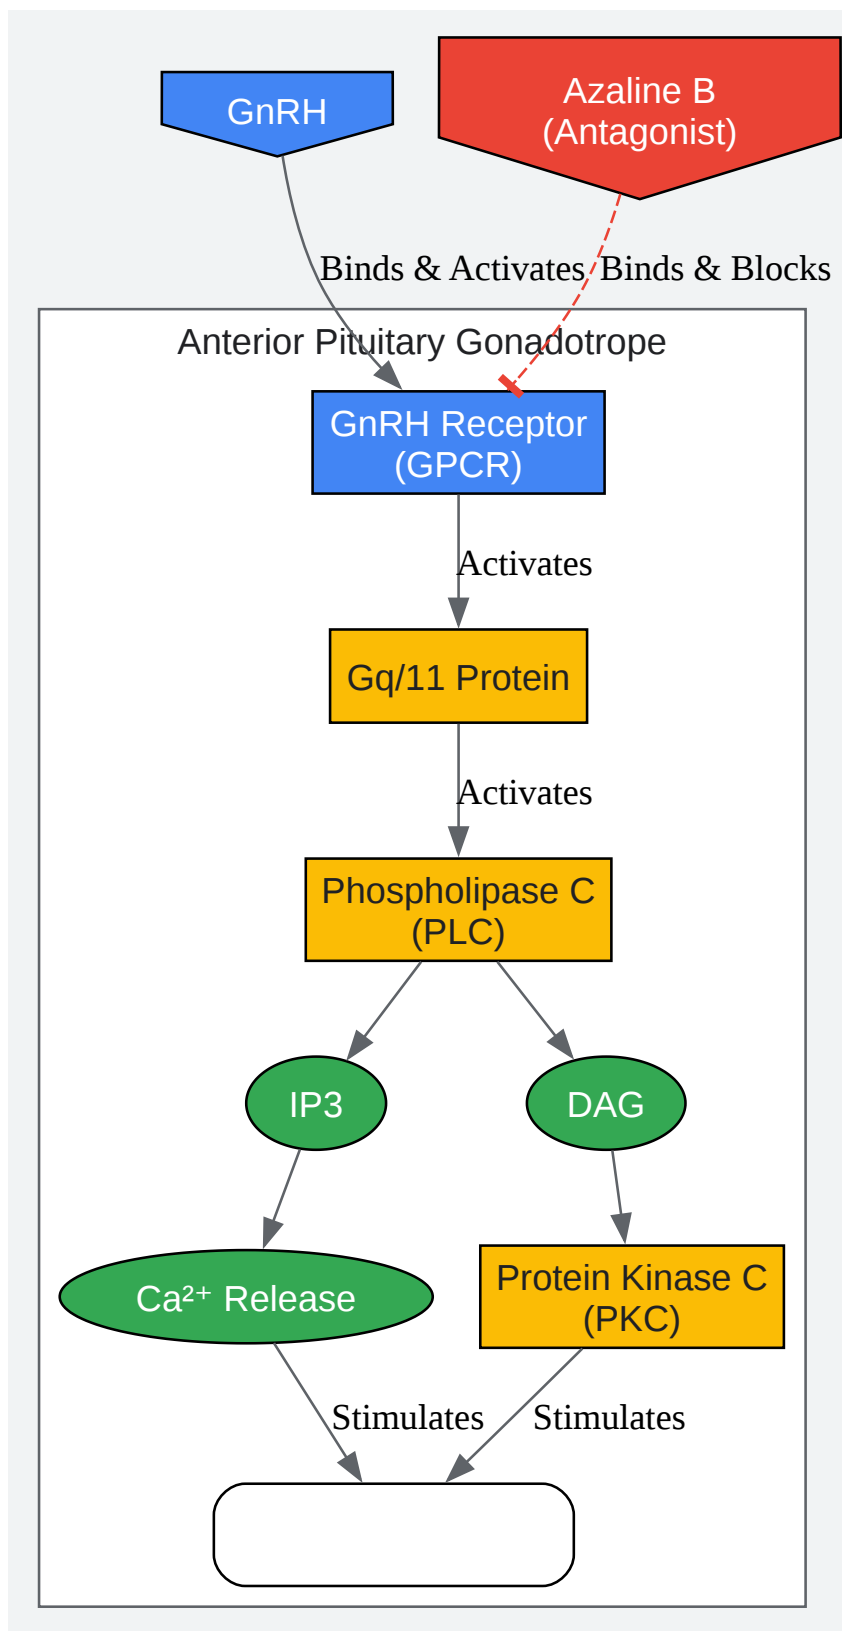 GnRH
Azaline B
(Antagonist)
Binds & Activates
Binds & Blocks
Anterior Pituitary Gonadotrope
GnRH Receptor
(GPCR)
Activates
Gq/11 Protein
Activates
Phospholipase C
(PLC)
IP3
DAG
Ca²⁺ Release
Protein Kinase C
(PKC)
Stimulates
Stimulates